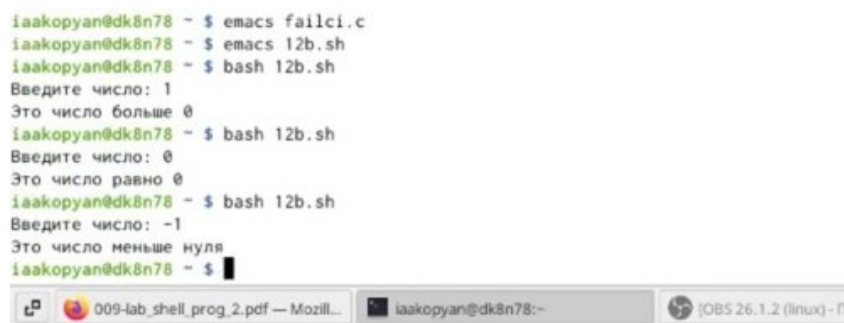 iaakopyan@dk8n78 ~ $ emacs failci.c
iaakopyan@dk8n78 ~ $ emacs 12b.sh
iaakopyan@dk8n78 ~ $ bash 12b.sh
Введите число: 1
Это число больше 0
iaakopyan@dk8n78 ~ $ bash 12b.sh
Введите число: 0
Это число равно 0
iaakopyan@dk8n78 ~ $ bash 12b.sh
Введите число: -1
Это число меньше нуля
iaakopyan@dk8n78 ~ $
009-lab_shell_prog_2.pdf — Mozill... iaakopyan@dk8n78:~ [OBS 26.1.2 (linux) - П